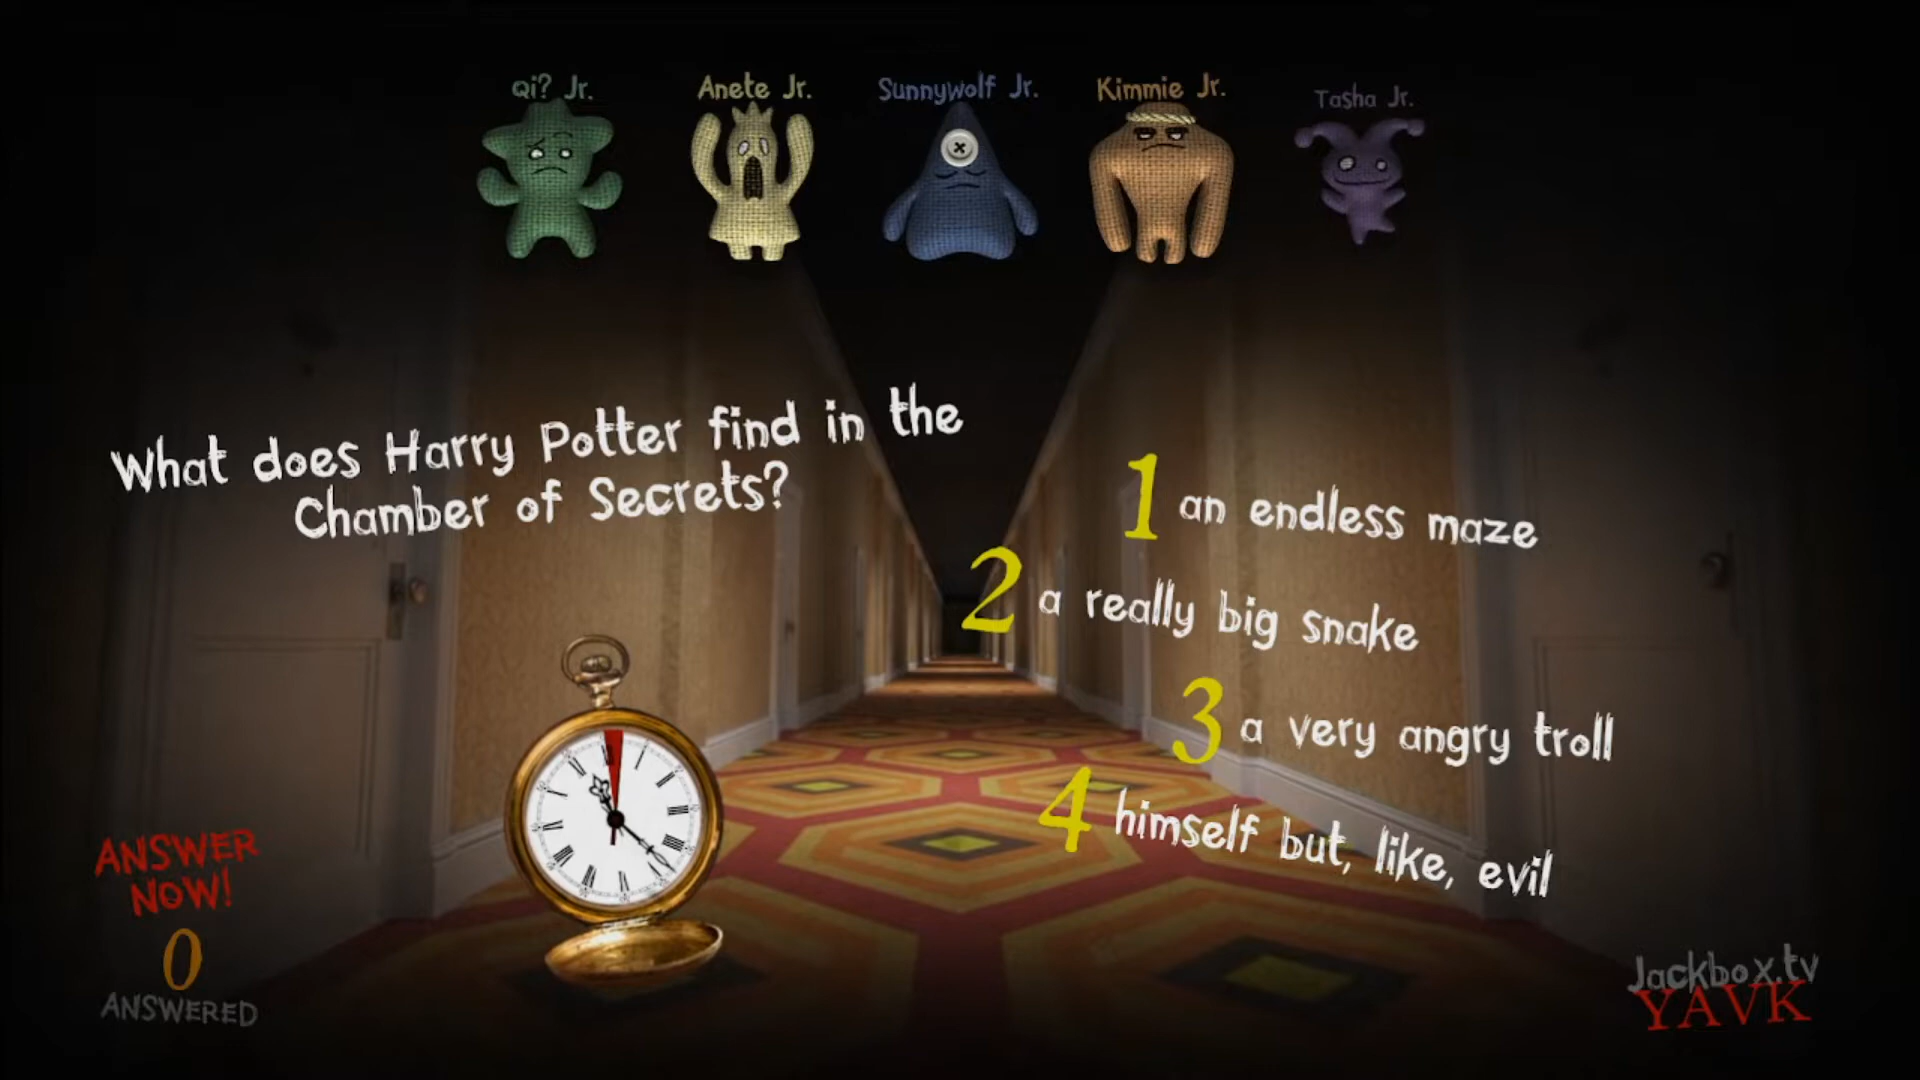 Qi? Jr.
Anete Jr.
Sunnywolf Jr.
Kimmie Jr.
Tasha Jr.
What does Harry Potter find in the
Chamber of Secrets?
1 an endless maze
2 a really big snake
3 a very angry troll
4 himself but, like, evil
ANSWER
NOW!
0
ANSWERED
Jackbox.tv
YAVK